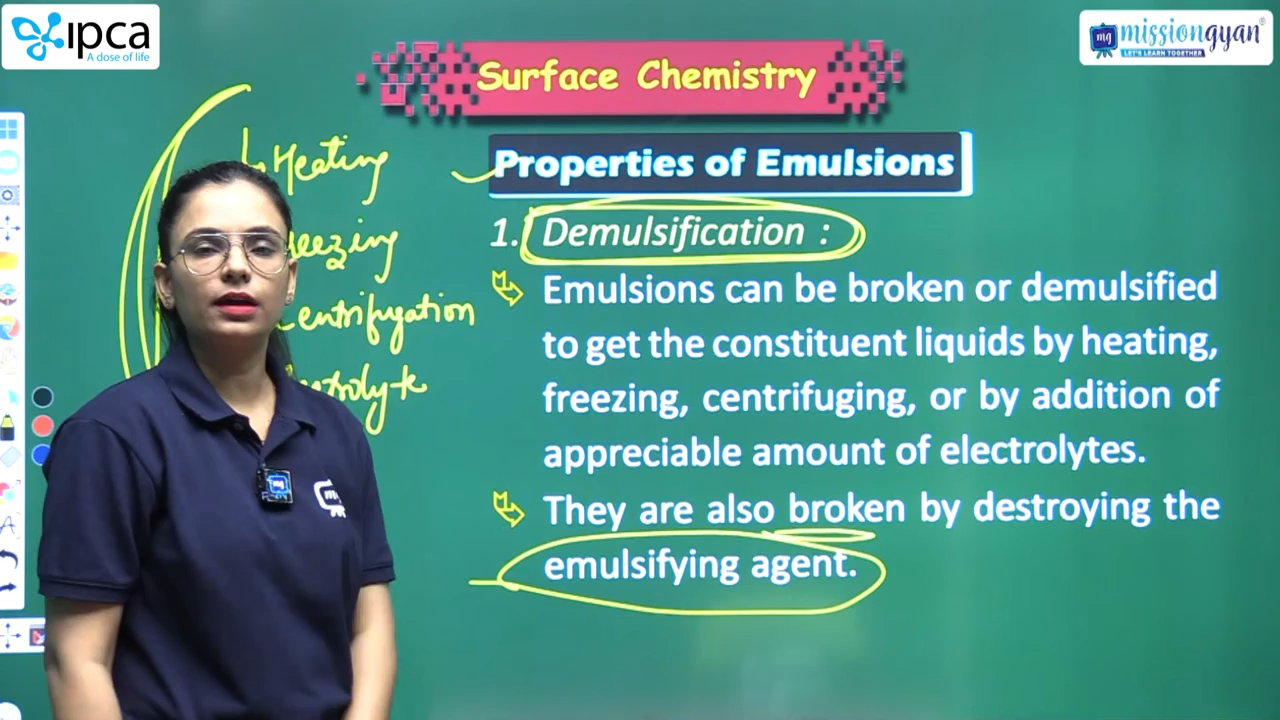 ipca
A dose of life
mg missiongyan®
LET'S LEARN TOGETHER
Surface Chemistry
Heating
Centrifugation
Properties of Emulsions
1. Demulsification :
Emulsions can be broken or demulsified
to get the constituent liquids by heating,
freezing, centrifuging, or by addition of
appreciable amount of electrolytes.
They are also broken by destroying the
emulsifying agent.
mg